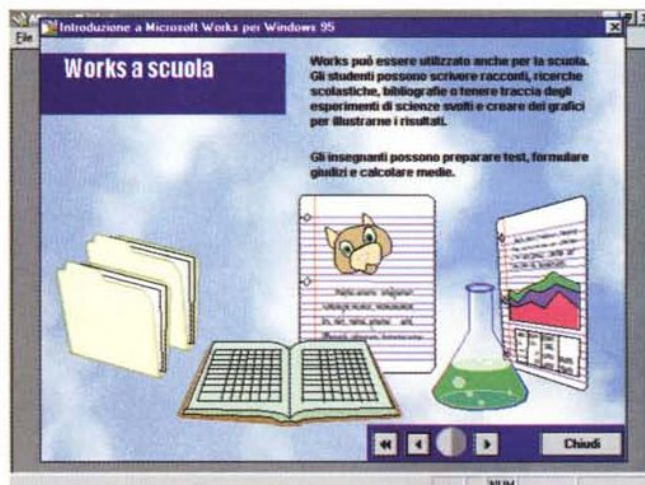 Introduzione a Microsoft Works per Windows 95
File
Works a scuola
Works può essere utilizzato anche per la scuola.
Gli studenti possono scrivere racconti, ricerche
scolastiche, bibliografie o tenere traccia degli
esperimenti di scienze svolti e creare dei grafici
per illustrarne i risultati.
Gli insegnanti possono preparare test, formulare
giudizi e calcolare medie.
Chiudi
NUM